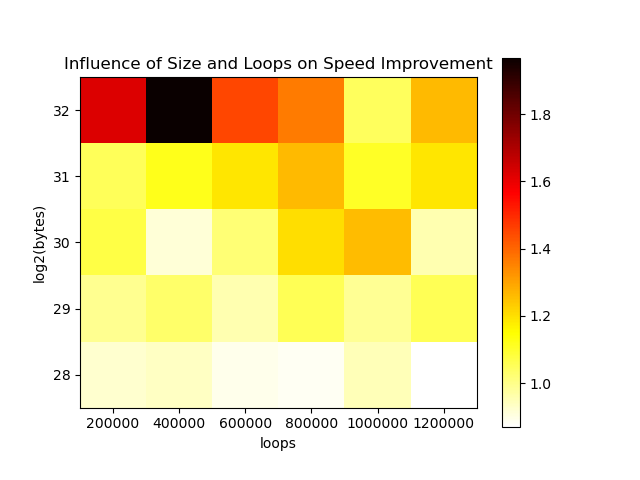 Influence of Size and Loops on Speed Improvement
log2(bytes)
32
31
30
29
28
200000 400000 600000 800000 1000000 1200000
loops
1.8
1.6
1.4
1.2
1.0